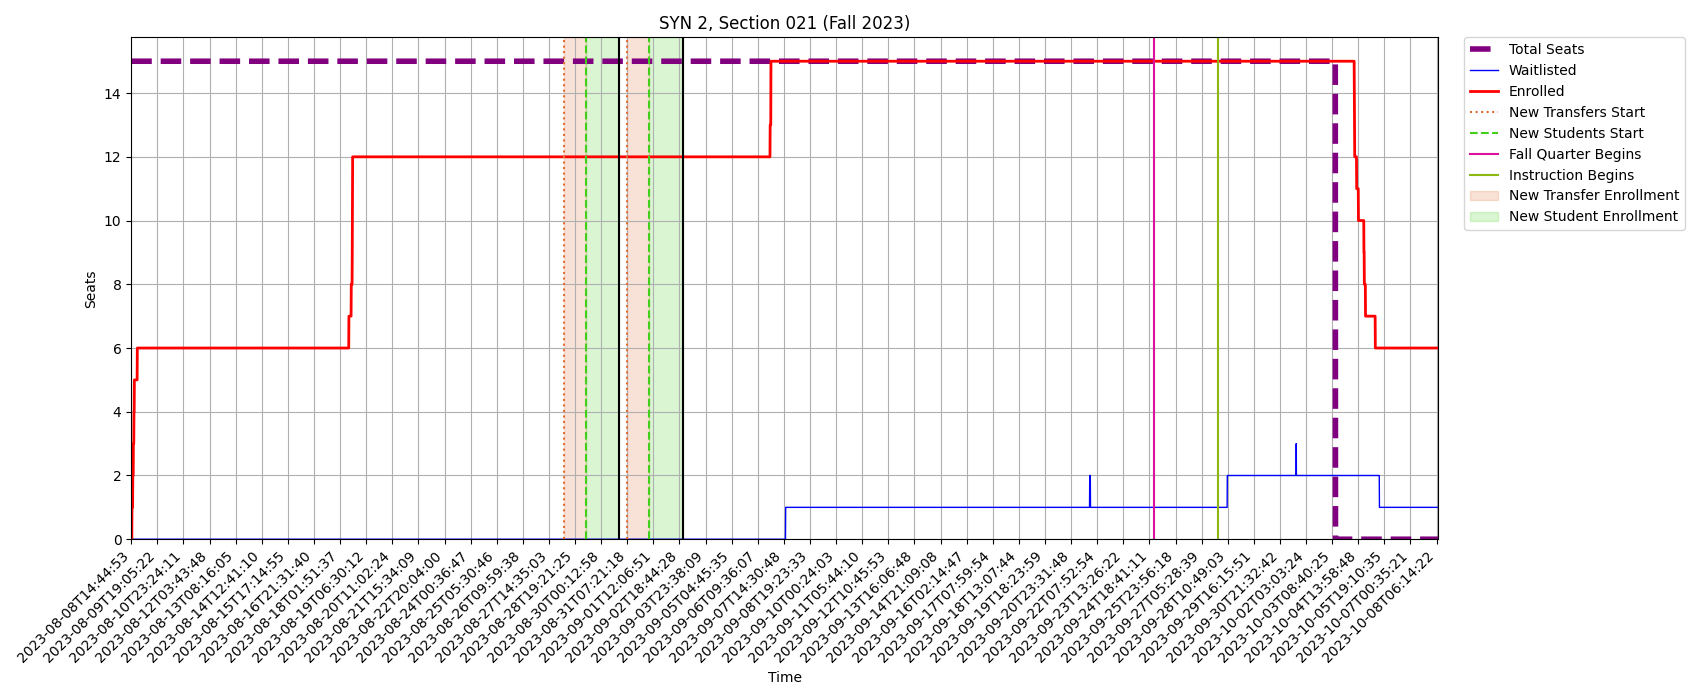 SYN 2, Section 021 (Fall 2023)
Total Seats
Waitlisted
Enrolled
New Transfers Start
New Students Start
Fall Quarter Begins
Instruction Begins
New Transfer Enrollment
New Student Enrollment
Seats
14
12
10
8
6
4
2
0
2023-08-08T14:44:53
2023-08-09T19:05:22
2023-08-10T23:24:11
2023-08-12T03:43:48
2023-08-13T08:16:05
2023-08-14T12:41:10
2023-08-15T17:14:55
2023-08-16T21:31:40
2023-08-18T01:51:37
2023-08-19T06:30:12
2023-08-20T11:02:24
2023-08-21T15:34:09
2023-08-22T20:04:00
2023-08-24T00:36:47
2023-08-25T05:30:46
2023-08-26T09:59:38
2023-08-27T14:35:03
2023-08-28T19:21:25
2023-08-30T00:12:58
2023-08-31T07:21:18
2023-09-01T12:06:51
2023-09-02T18:44:28
2023-09-03T23:38:09
2023-09-05T04:45:35
2023-09-06T09:36:07
2023-09-07T14:30:48
2023-09-08T19:23:33
2023-09-10T00:24:03
2023-09-11T05:44:10
2023-09-12T10:45:53
2023-09-13T16:06:48
2023-09-14T21:09:08
2023-09-16T02:14:47
2023-09-17T07:59:54
2023-09-18T13:07:44
2023-09-19T18:23:59
2023-09-20T23:31:48
2023-09-22T07:52:54
2023-09-23T13:26:22
2023-09-24T18:41:11
2023-09-25T23:56:18
2023-09-27T05:28:39
2023-09-28T10:49:03
2023-09-29T16:15:51
2023-09-30T21:32:42
2023-10-02T03:03:24
2023-10-03T08:40:25
2023-10-04T13:58:48
2023-10-05T19:10:35
2023-10-07T00:35:21
2023-10-08T06:14:22
Time